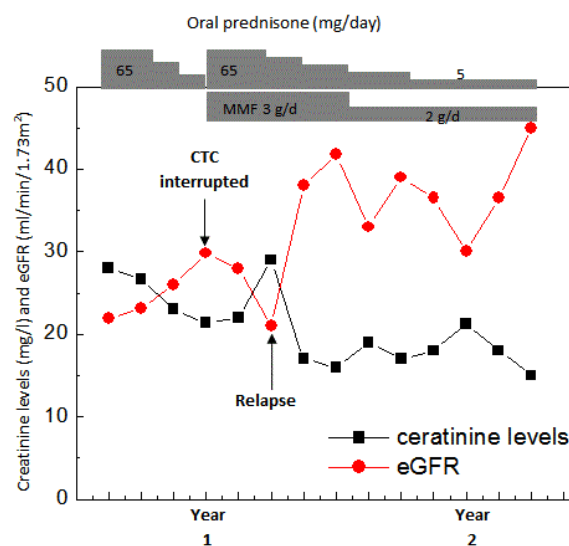 Oral prednisone (mg/day)
65
65
5
MMF 3 g/d
2 g/d
50
40
30
20
10
0
Creatinine levels (mg/l) and eGFR (ml/min/1.73m²)
CTC
interrupted
Relapse
ceratinine levels
eGFR
Year
1
Year
2